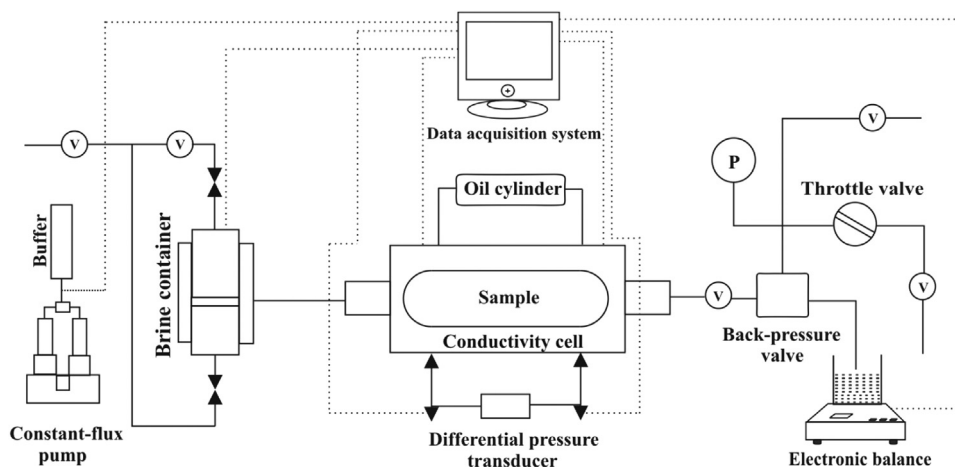 Data acquisition system
V
V
V
P
Throttle valve
Oil cylinder
Buffer
Brine container
Sample
Conductivity cell
V
V
Back-pressure
valve
Constant-flux
pump
Differential pressure
transducer
Electronic balance